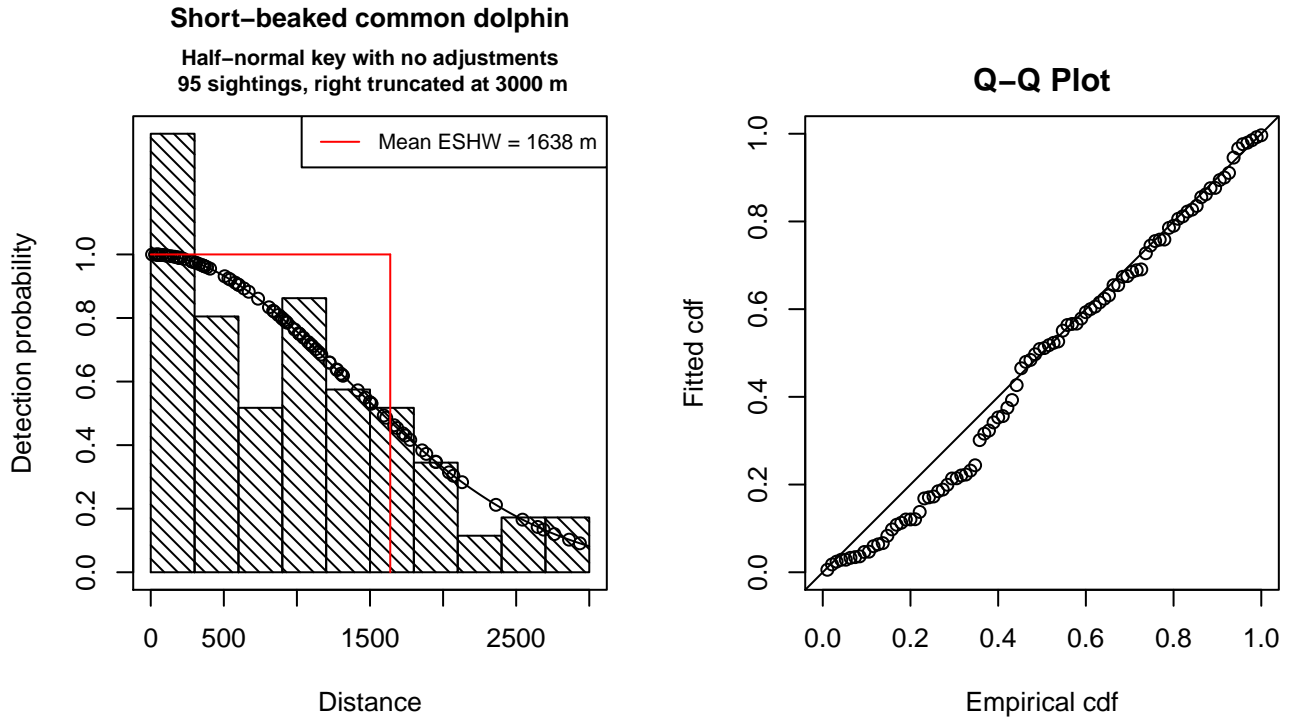 Short−beaked common dolphin
Half−normal key with no adjustments
95 sightings, right truncated at 3000 m
Mean ESHW = 1638 m
Detection probability
1.0
0.8
0.6
0.4
0.2
0.0
0 500 1500 2500
Distance
Q−Q Plot
Fitted cdf
1.0
0.8
0.6
0.4
0.2
0.0
0.0 0.2 0.4 0.6 0.8 1.0
Empirical cdf